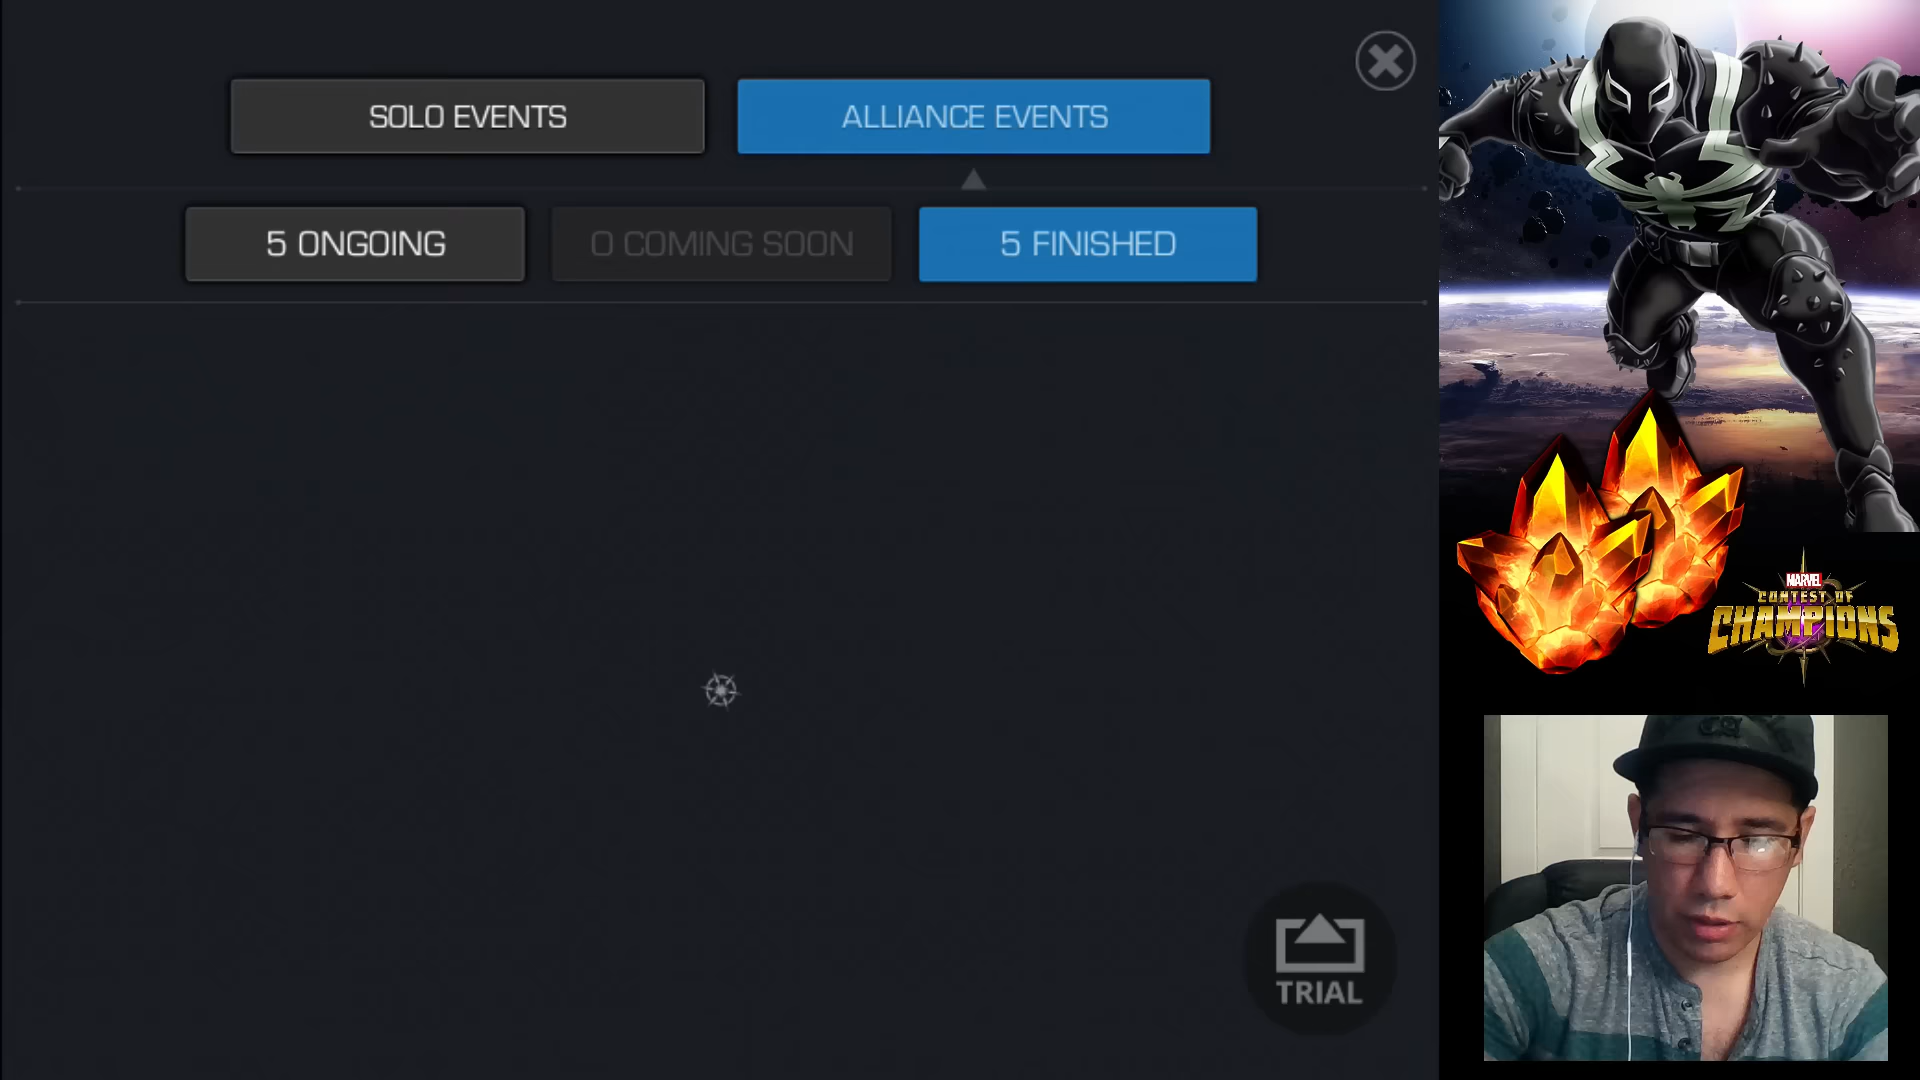 SOLO EVENTS
ALLIANCE EVENTS
5 ONGOING
0 COMING SOON
5 FINISHED
MARVEL
CONTEST OF
CHAMPIONS
TRIAL